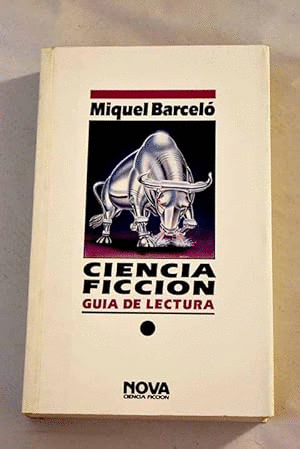 Miquel Barceló
CIENCIA
FICCION
GUIA DE LECTURA
NOVA
CIENCIA FICCION